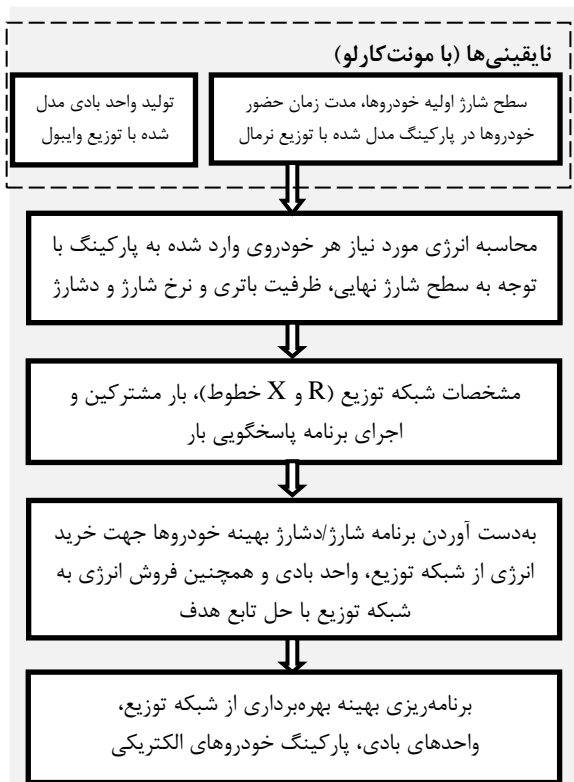 نایقینی‌ها (با مونت‌کارلو)
سطح شارژ اولیه خودروها، مدت زمان حضور
خودروها در پارکینگ مدل شده با توزیع نرمال
تولید واحد بادی مدل
شده با توزیع وایبول
محاسبه انرژی مورد نیاز هر خودروی وارد شده به پارکینگ با
توجه به سطح شارژ نهایی، ظرفیت باتری و نرخ شارژ و دشارژ
مشخصات شبکه توزیع (R و X خطوط)، بار مشترکین و
اجرای برنامه پاسخگویی بار
به‌دست آوردن برنامه شارژ/دشارژ بهینه خودروها جهت خرید
انرژی از شبکه توزیع، واحد بادی و همچنین فروش انرژی به
شبکه توزیع با حل تابع هدف
برنامه‌ریزی بهینه بهره‌برداری از شبکه توزیع،
واحدهای بادی، پارکینگ خودروهای الکتریکی